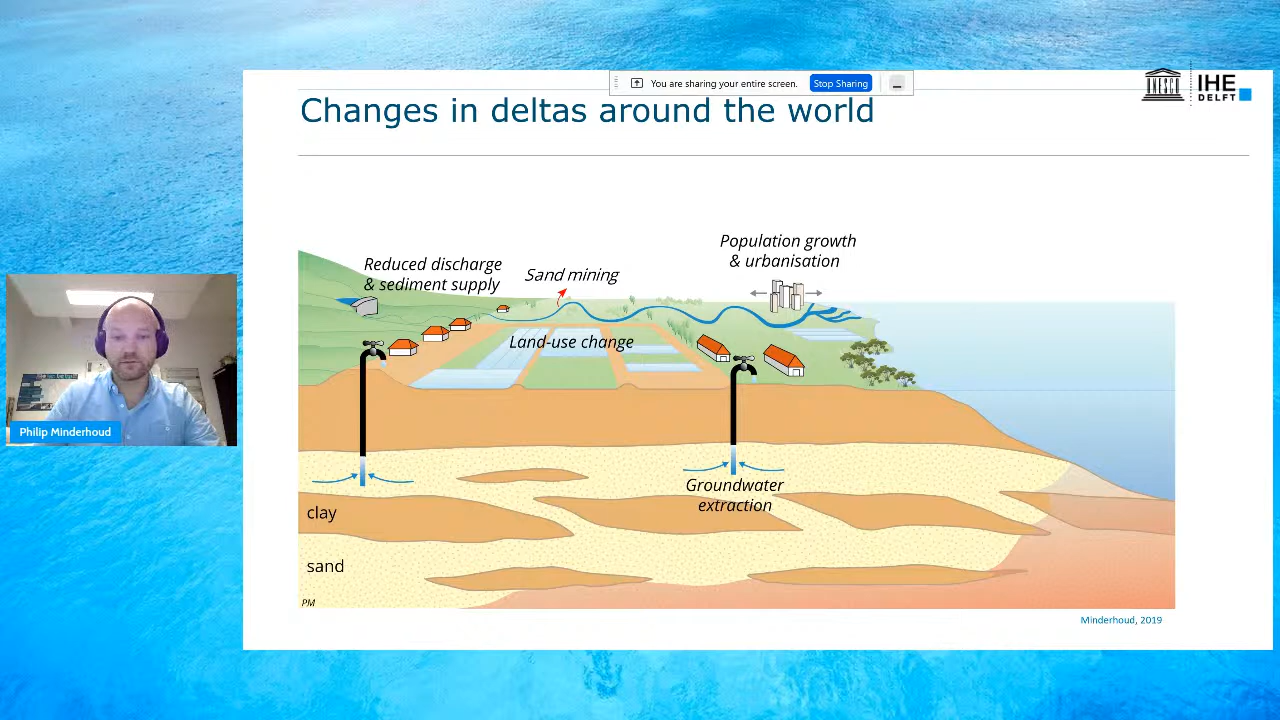 You are sharing your entire screen.
Stop Sharing
UNESCO
IHE
DELFT
Changes in deltas around the world
Population growth
& urbanisation
Reduced discharge
& sediment supply
Sand mining
Land-use change
Philip Minderhoud
Groundwater
extraction
clay
sand
PM
Minderhoud, 2019